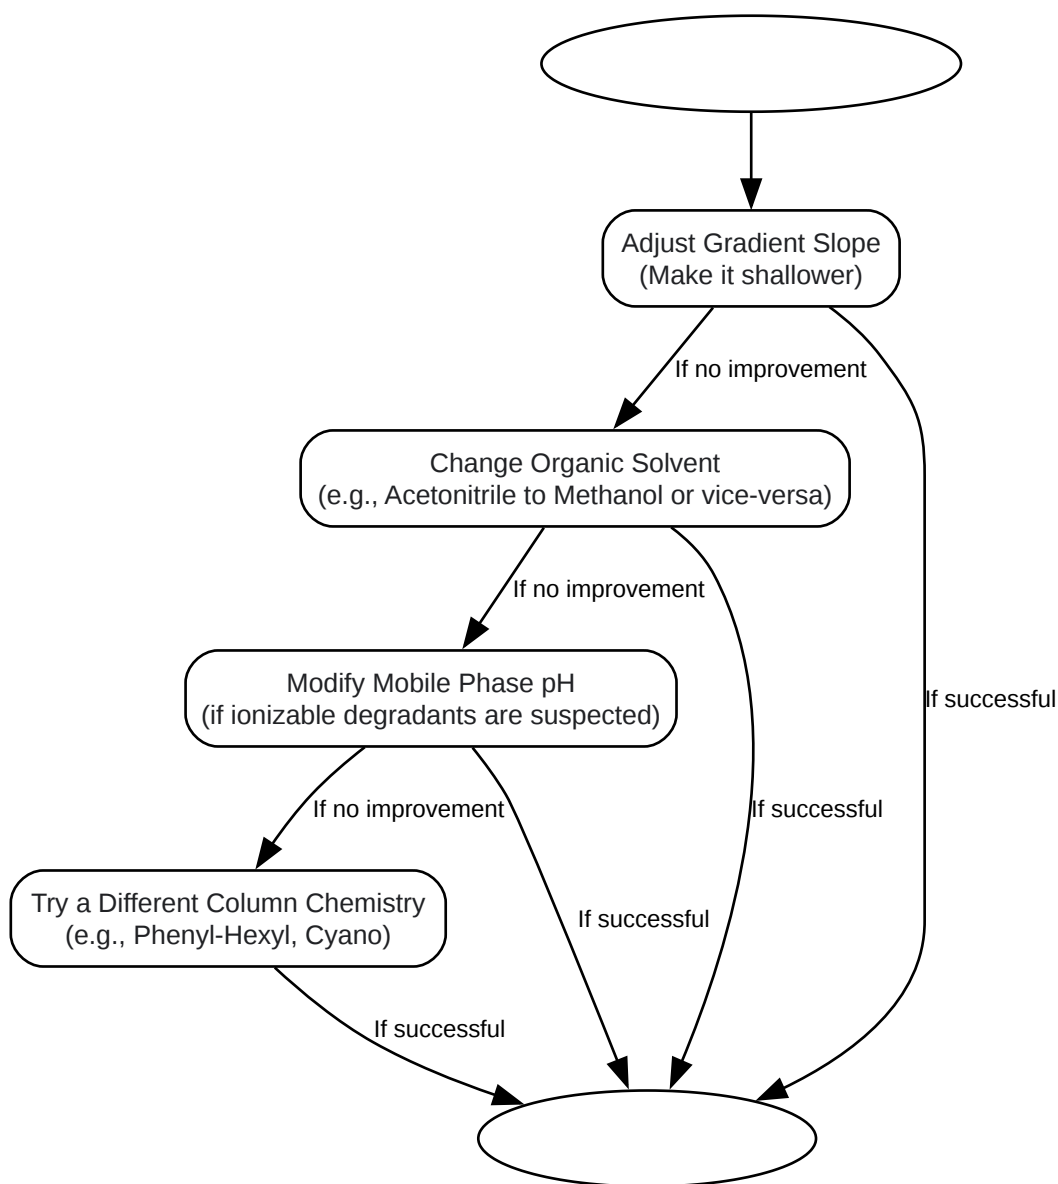 Adjust Gradient Slope
(Make it shallower)
If no improvement
Change Organic Solvent
(e.g., Acetonitrile to Methanol or vice-versa)
If no improvement
Modify Mobile Phase pH
(if ionizable degradants are suspected)
If successful
If no improvement
If successful
Try a Different Column Chemistry
(e.g., Phenyl-Hexyl, Cyano)
If successful
If successful